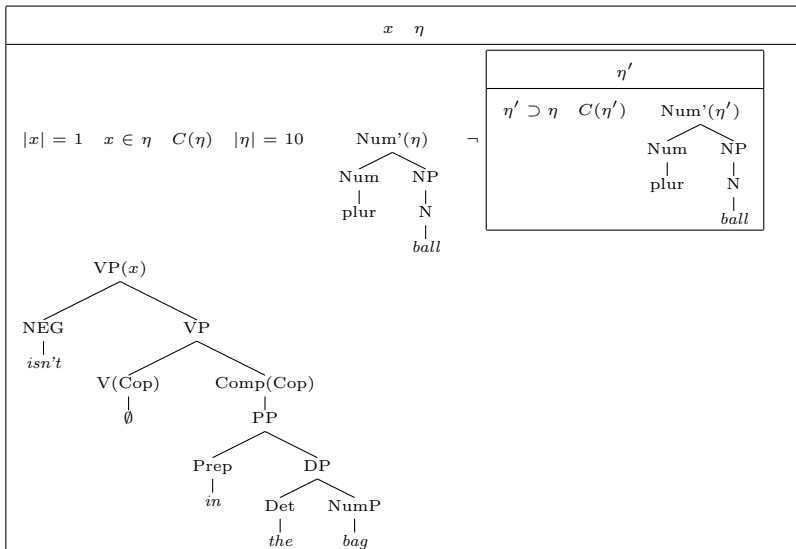 x η
η′
η′ ⊃ η C(η′) Num'(η′)
|x| = 1 x ∈ η C(η) |η| = 10 Num'(η) ¬
Num NP
Num NP
plur N
plur N
ball
ball
VP(x)
NEG VP
isn't
V(Cop) Comp(Cop)
∅ PP
Prep DP
in
Det NumP
the bag